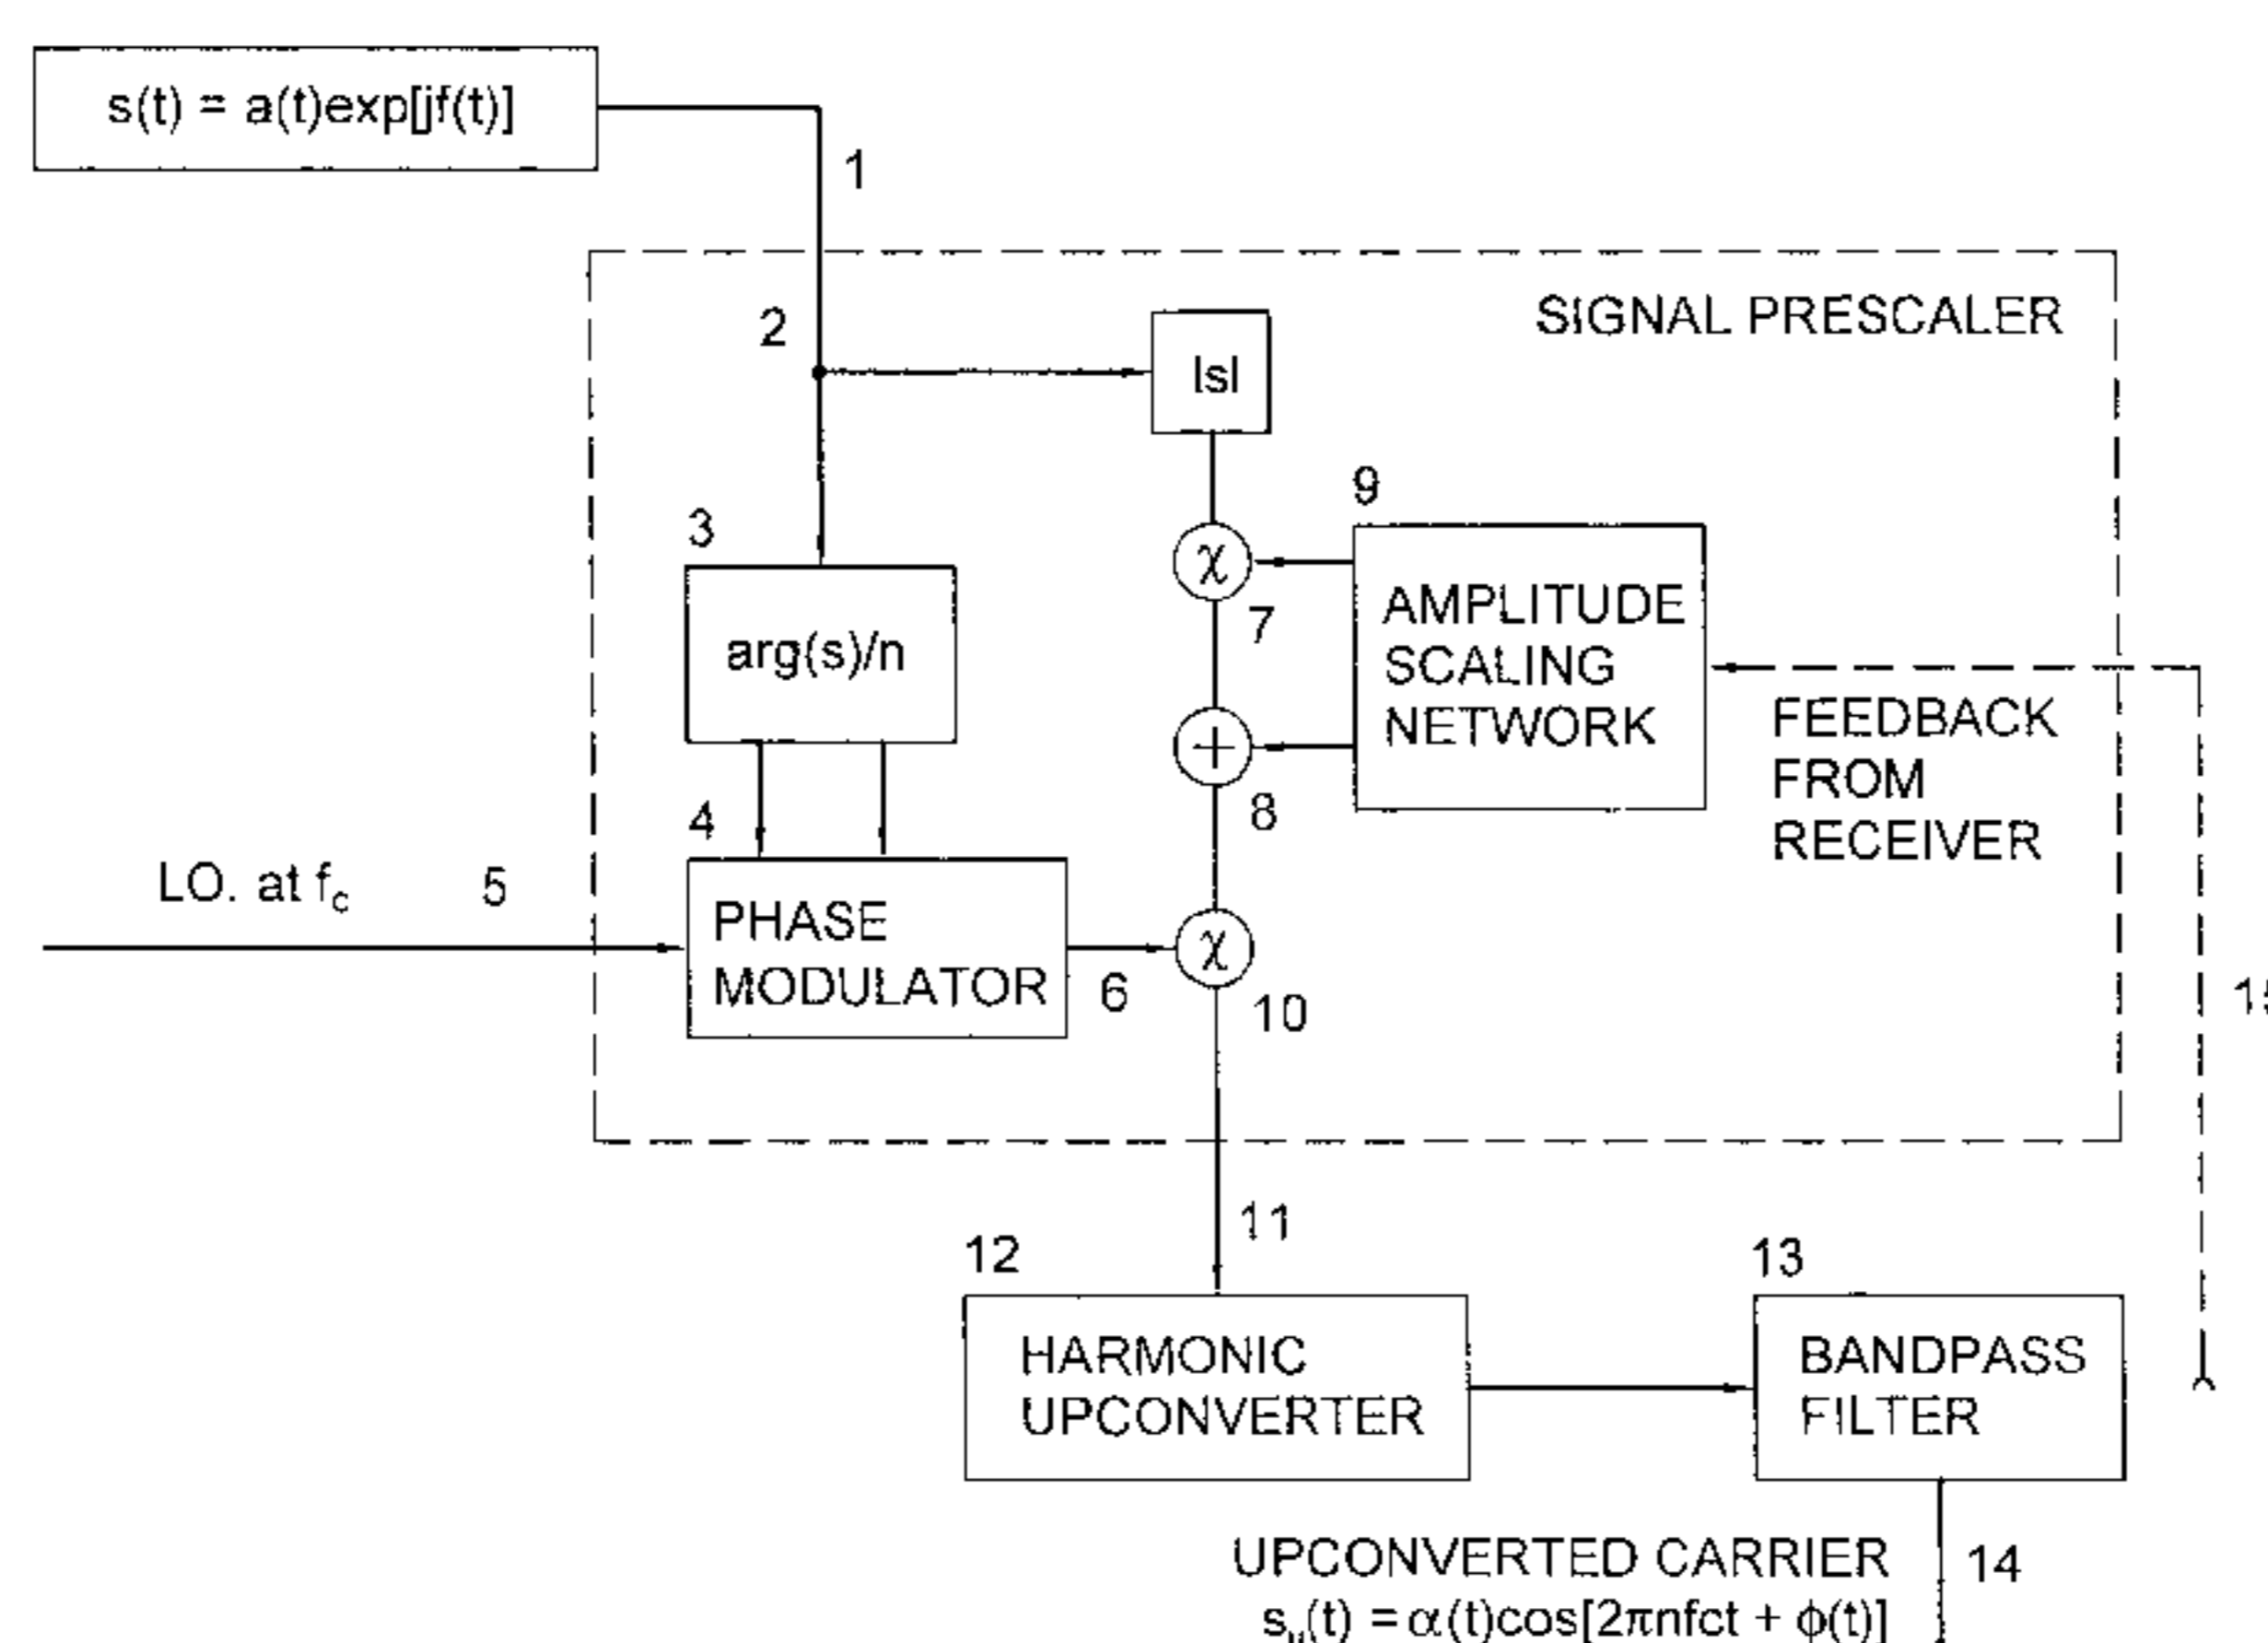 s(t) = a(t)exp[jf(t)]
1
SIGNAL PRESCALER
2
|s|
3
9
arg(s)/n
χ
7
AMPLITUDE
SCALING
NETWORK
FEEDBACK
FROM
RECEIVER
+
8
4
LO. at fc
5
PHASE
MODULATOR
6
χ
10
11
12
HARMONIC
UPCONVERTER
13
BANDPASS
FILTER
UPCONVERTED CARRIER
14
su(t) = α(t)cos[2πnfct + ϕ(t)]